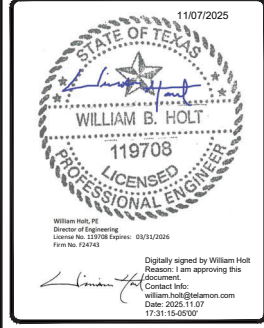 11/07/2025
STATE OF TEXAS
WILLIAM B. HOLT
119708
LICENSED
PROFESSIONAL ENGINEER
William Holt, PE
Director of Engineering
License No. 119708 Expires: 03/31/2026
Firm No. F24743
Digitally signed by William Holt
Reason: I am approving this
document.
Contact Info:
william.holt@telamon.com
Date: 2025.11.07
17:31:15-05'00'